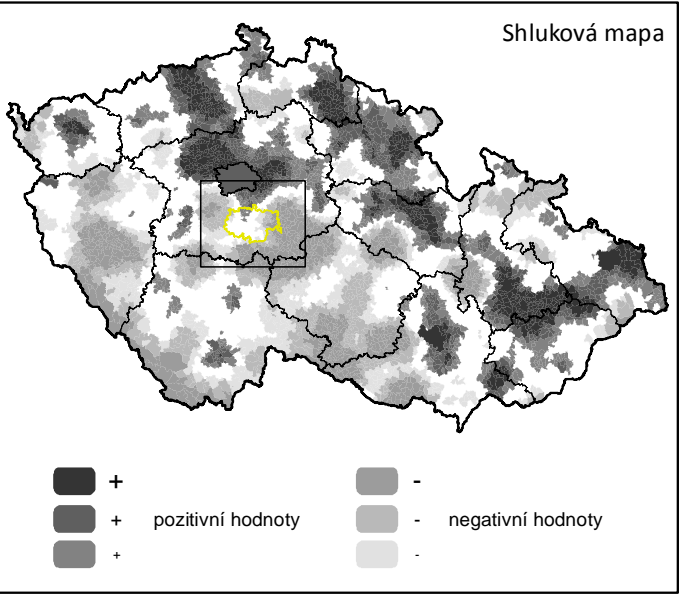 Shluková mapa
+ -
+ pozitivní hodnoty - negativní hodnoty
+ -